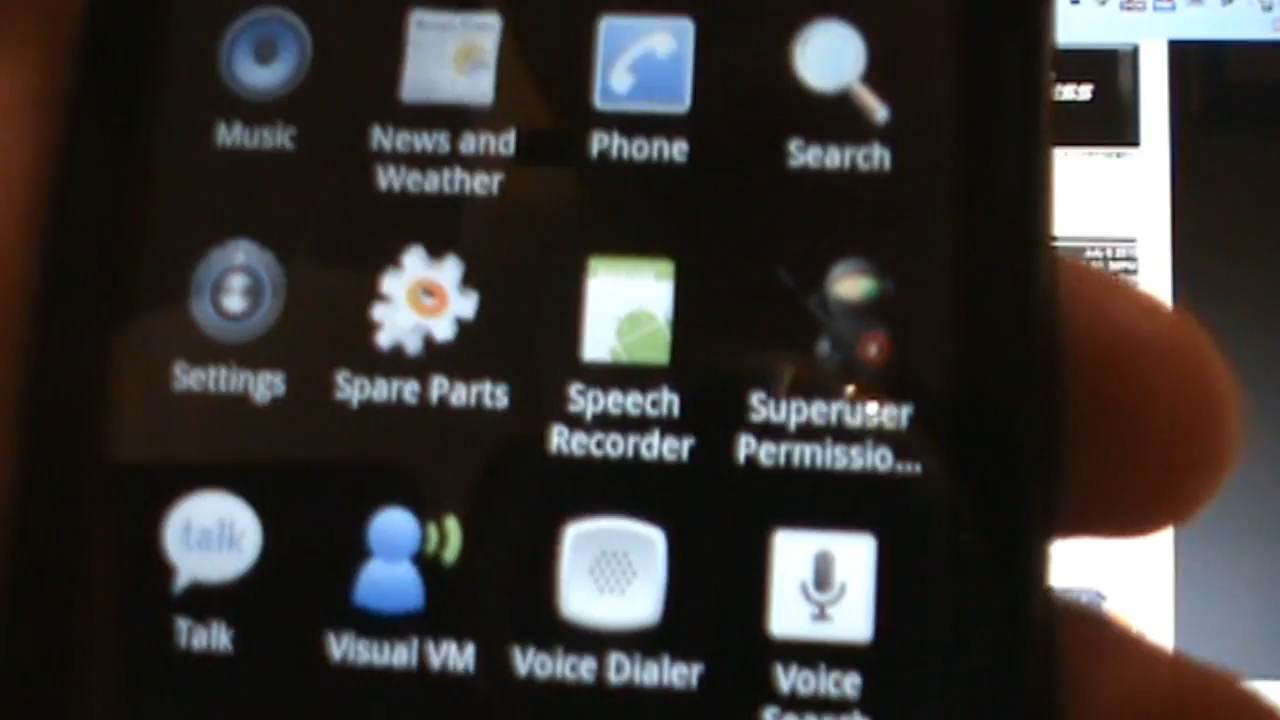 Music
News and
Weather
Phone
Search
Settings
Spare Parts
Speech
Recorder
Superuser
Permissio...
talk
Talk
Visual VM
Voice Dialer
Voice
Search